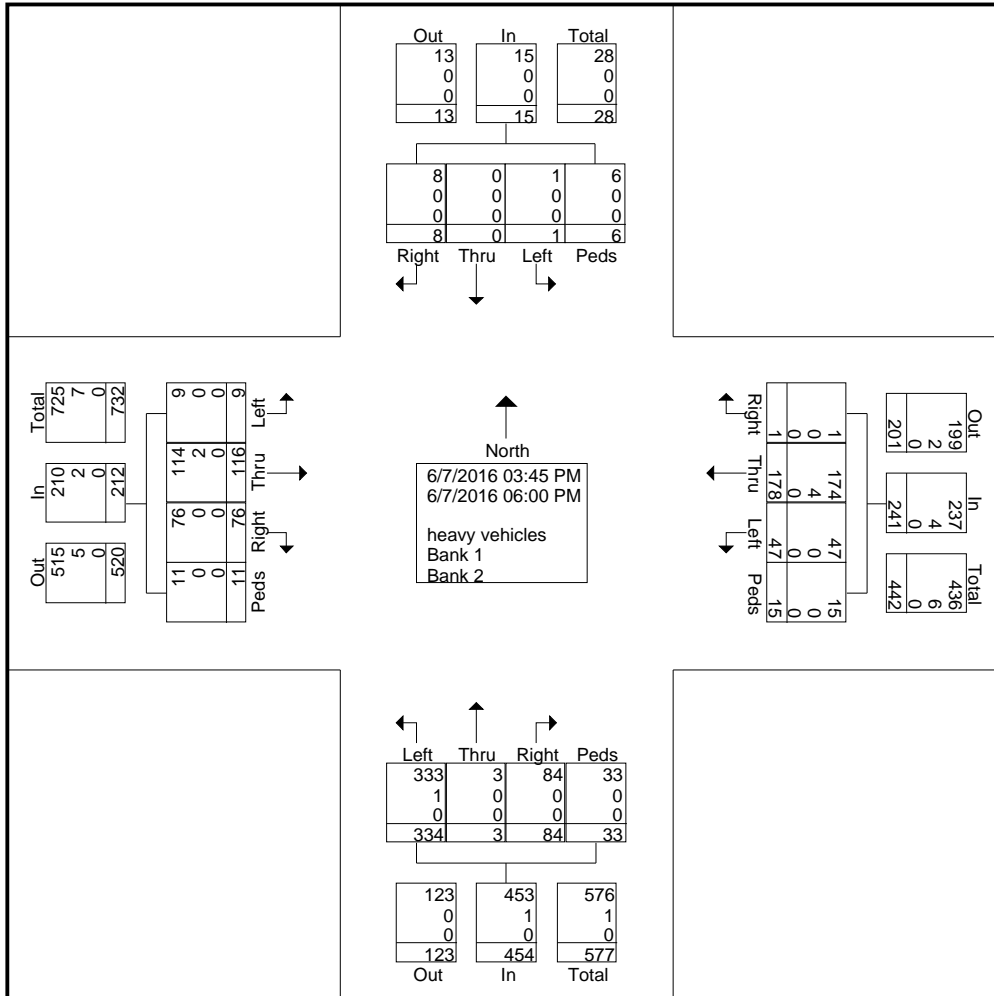 Out In Total
13 15 28
0 0 0
0 0 0
13 15 28
8 0 1 6
0 0 0 0
0 0 0 0
8 0 1 6
Right Thru Left Peds
Total
725
7
0
732
In
210
2
0
212
Out
515
5
0
520
9
0
0
9
Left
114
2
0
116
Thru
76
0
0
76
Right
11
0
0
11
Peds
North
6/7/2016 03:45 PM
6/7/2016 06:00 PM
heavy vehicles
Bank 1
Bank 2
Right
1
0
0
1
Thru
174
4
0
178
Left
47
0
0
47
Peds
15
0
0
15
Out
199
2
0
201
In
237
4
0
241
Total
436
6
0
442
Left Thru Right Peds
333 3 84 33
1 0 0 0
0 0 0 0
334 3 84 33
123 453 576
0 1 1
0 0 0
123 454 577
Out In Total